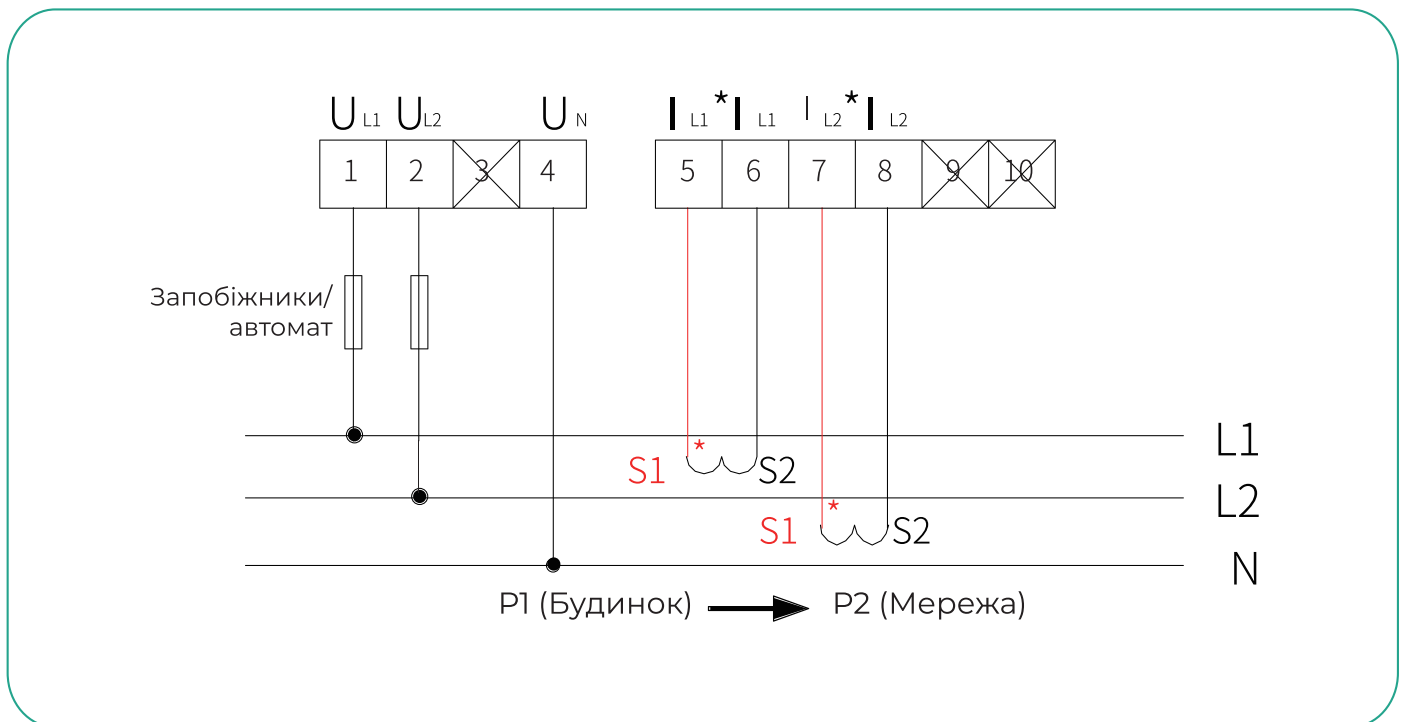 U L1 U L2 U N I L1 * I L1 I L2 * I L2
1 2 3 4 5 6 7 8 9 10
Запобіжники/
автомат
L1
* S1 S2
L2
* S1 S2
N
P1 (Будинок) P2 (Мережа)